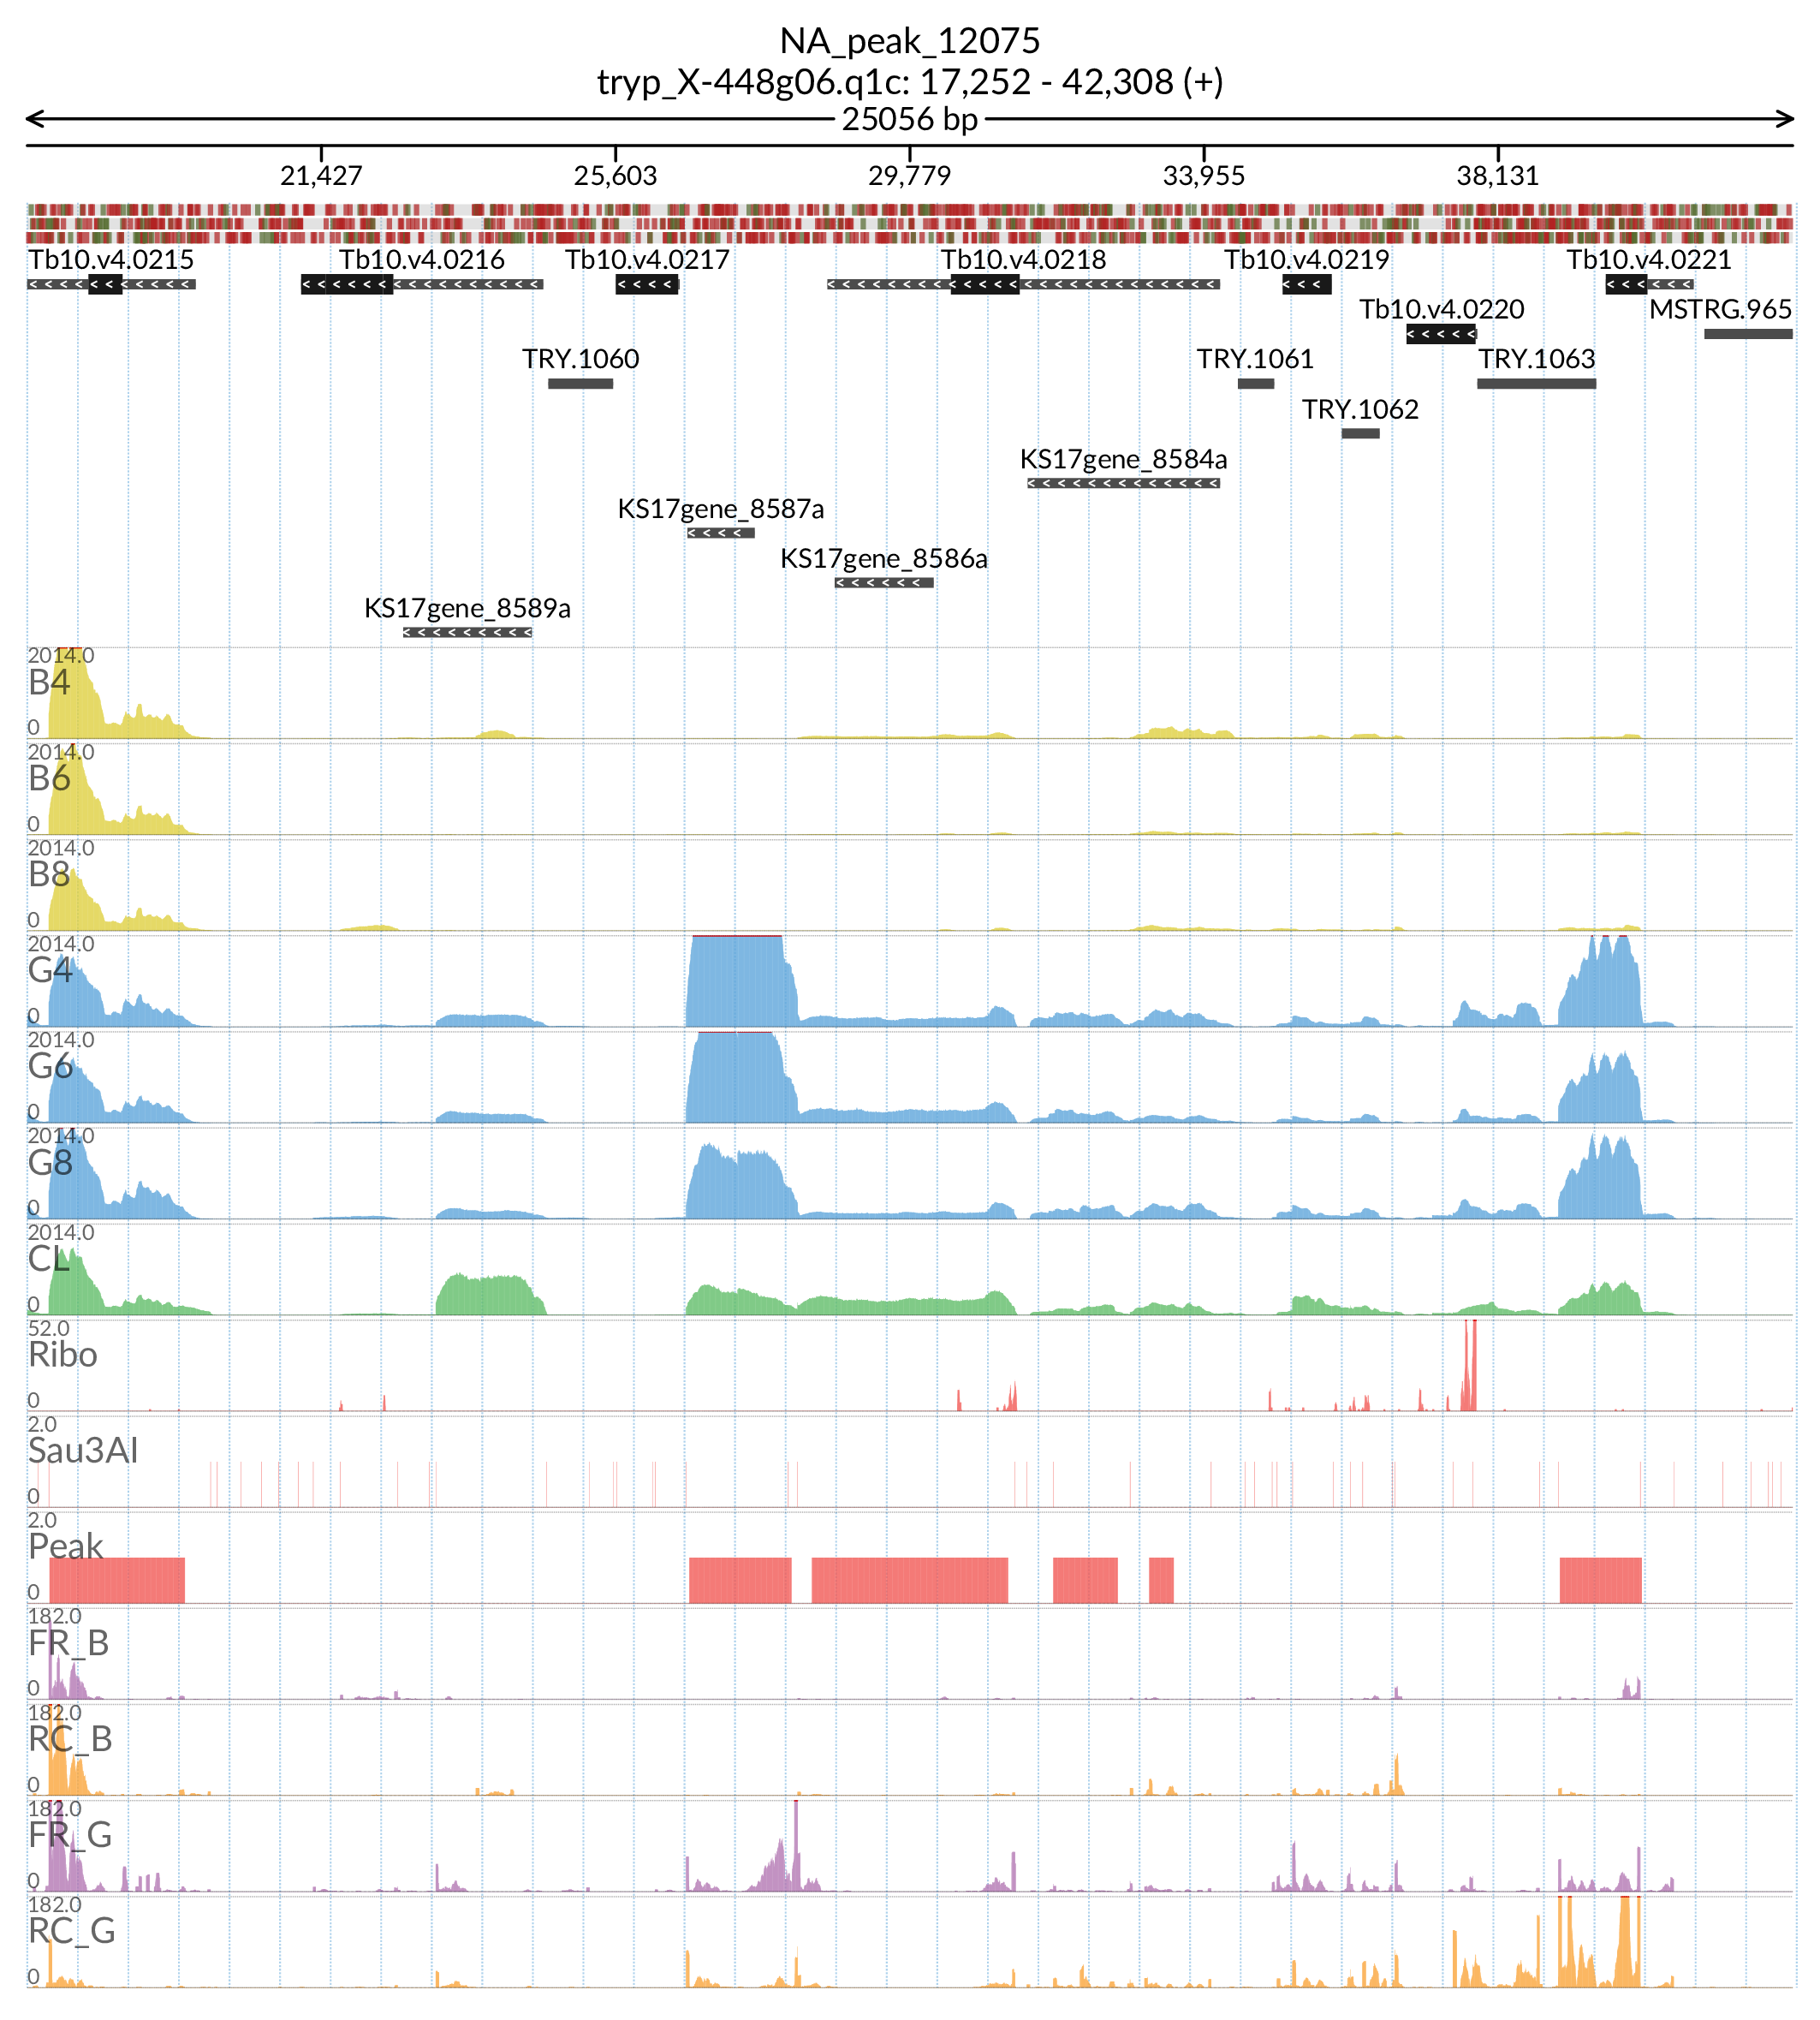 NA_peak_12075
tryp_X-448g06.q1c: 17,252 - 42,308 (+)
25056 bp
21,427 25,603 29,779 33,955 38,131
Tb10.v4.0215 Tb10.v4.0216 Tb10.v4.0217 Tb10.v4.0218 Tb10.v4.0219 Tb10.v4.0221
Tb10.v4.0220 MSTRG.965
TRY.1060 TRY.1061 TRY.1063
TRY.1062
KS17gene_8584a
KS17gene_8587a
KS17gene_8586a
KS17gene_8589a
2014.0
B4
0
2014.0
B6
0
2014.0
B8
0
2014.0
G4
0
2014.0
G6
0
2014.0
G8
0
2014.0
CL
0
52.0
Ribo
0
2.0
Sau3AI
0
2.0
Peak
0
182.0
FR_B
0
182.0
RC_B
0
182.0
FR_G
0
182.0
RC_G
0